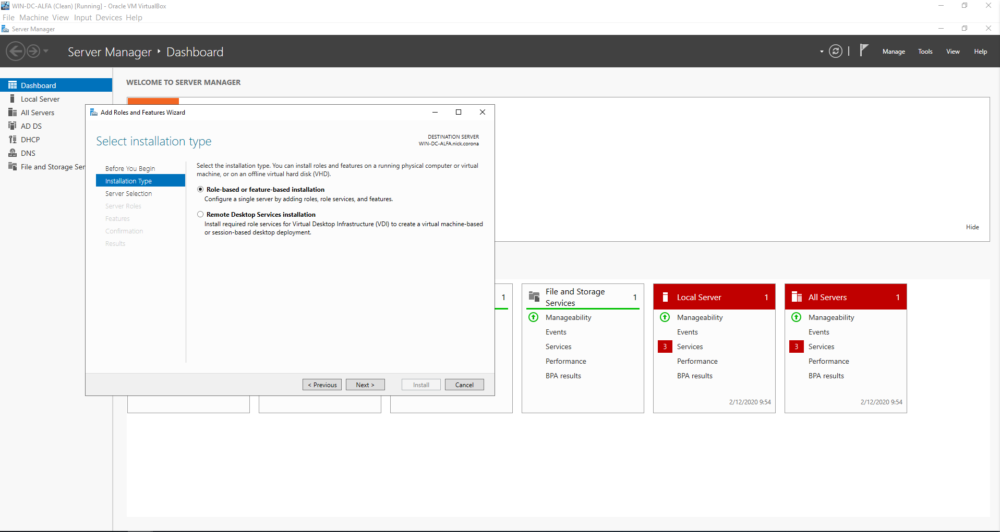 WIN-DC-ALFA (Clean) [Running] - Oracle VM VirtualBox
File Machine View Input Devices Help
Server Manager
Server Manager ‣ Dashboard
Manage Tools View Help
Dashboard
Local Server
All Servers
AD DS
DHCP
DNS
File and Storage Ser
WELCOME TO SERVER MANAGER
Add Roles and Features Wizard
Select installation type
DESTINATION SERVER
WIN-DC-ALFA.nick.corona
Before You Begin
Installation Type
Server Selection
Server Roles
Features
Confirmation
Results
Select the installation type. You can install roles and features on a running physical computer or virtual
machine, or on an offline virtual hard disk (VHD).
Role-based or feature-based installation
Configure a single server by adding roles, role services, and features.
Remote Desktop Services installation
Install required role services for Virtual Desktop Infrastructure (VDI) to create a virtual machine-based
or session-based desktop deployment.
< Previous Next > Install Cancel
Hide
1
File and Storage
Services 1
Manageability
Events
Services
Performance
BPA results
Local Server 1
Manageability
Events
3 Services
Performance
BPA results
2/12/2020 9:54
All Servers 1
Manageability
Events
3 Services
Performance
BPA results
2/12/2020 9:54